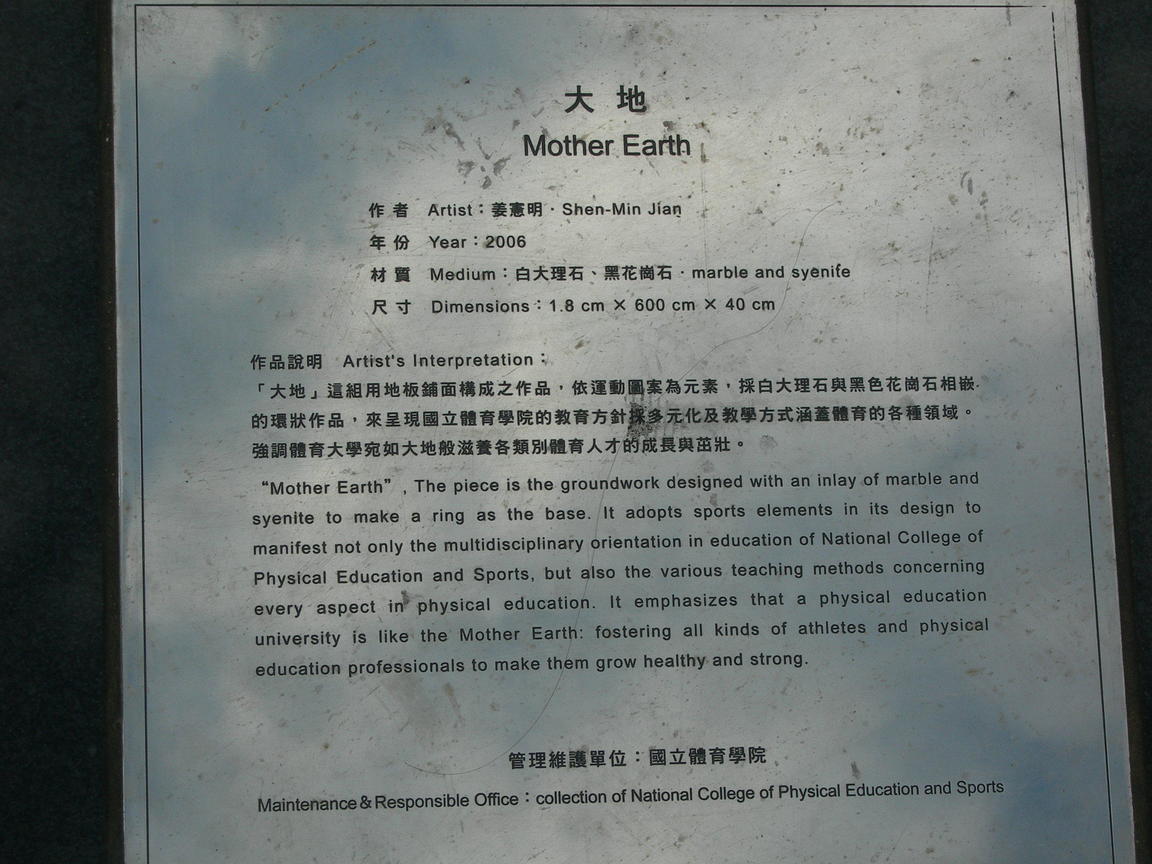 大 地
Mother Earth
作 者 Artist：姜憲明．Shen-Min Jian
年 份 Year：2006
材 質 Medium：白大理石、黑花崗石．marble and syenite
尺 寸 Dimensions：1.8 cm × 600 cm × 40 cm
作品說明 Artist's Interpretation：
「大地」這組用地板鋪面構成之作品，依運動圖案為元素，採白大理石與黑色花崗石相嵌
的環狀作品，來呈現國立體育學院的教育方針採多元化及教學方式涵蓋體育的各種領域。
強調體育大學宛如大地般滋養各類別體育人才的成長與茁壯。
“Mother Earth”, The piece is the groundwork designed with an inlay of marble and
syenite to make a ring as the base. It adopts sports elements in its design to
manifest not only the multidisciplinary orientation in education of National College of
Physical Education and Sports, but also the various teaching methods concerning
every aspect in physical education. It emphasizes that a physical education
university is like the Mother Earth: fostering all kinds of athletes and physical
education professionals to make them grow healthy and strong.
管理維護單位：國立體育學院
Maintenance & Responsible Office：collection of National College of Physical Education and Sports